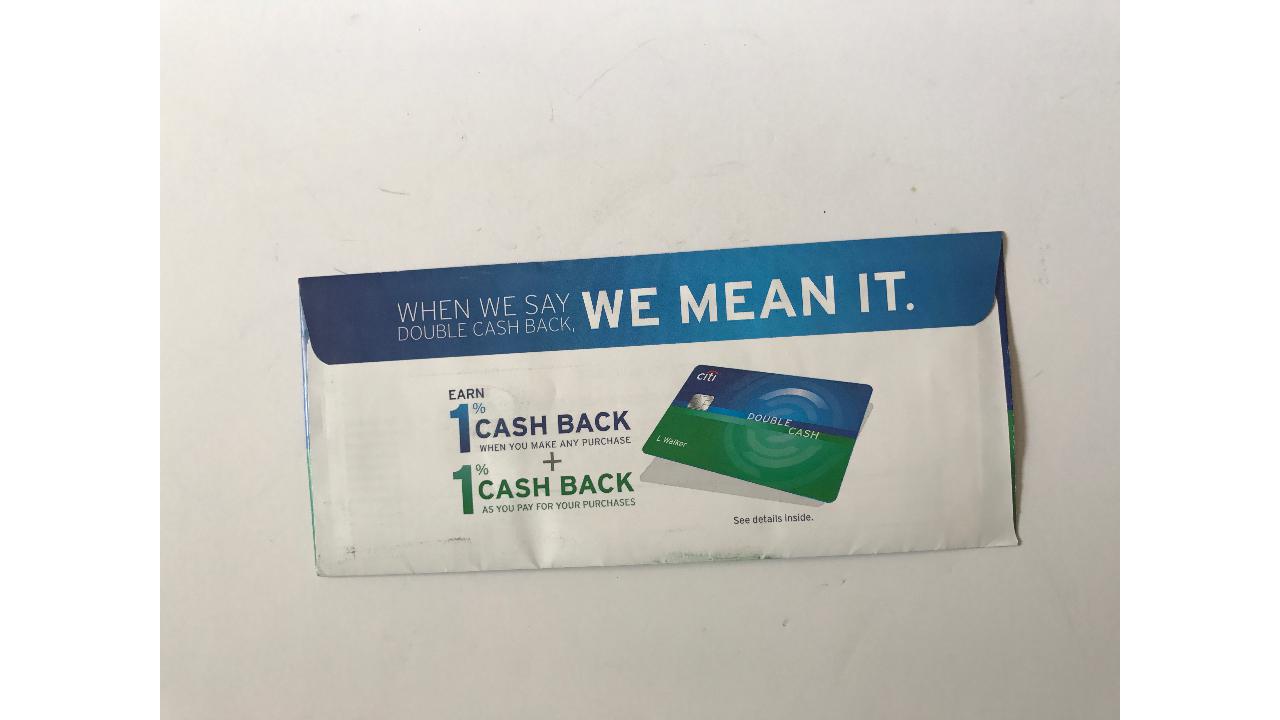 WHEN WE SAY
DOUBLE CASH BACK,
WE MEAN IT.
EARN
1% CASH BACK
WHEN YOU MAKE ANY PURCHASE
+
1% CASH BACK
AS YOU PAY FOR YOUR PURCHASES
citi
DOUBLE
CASH
L Walker
See details inside.